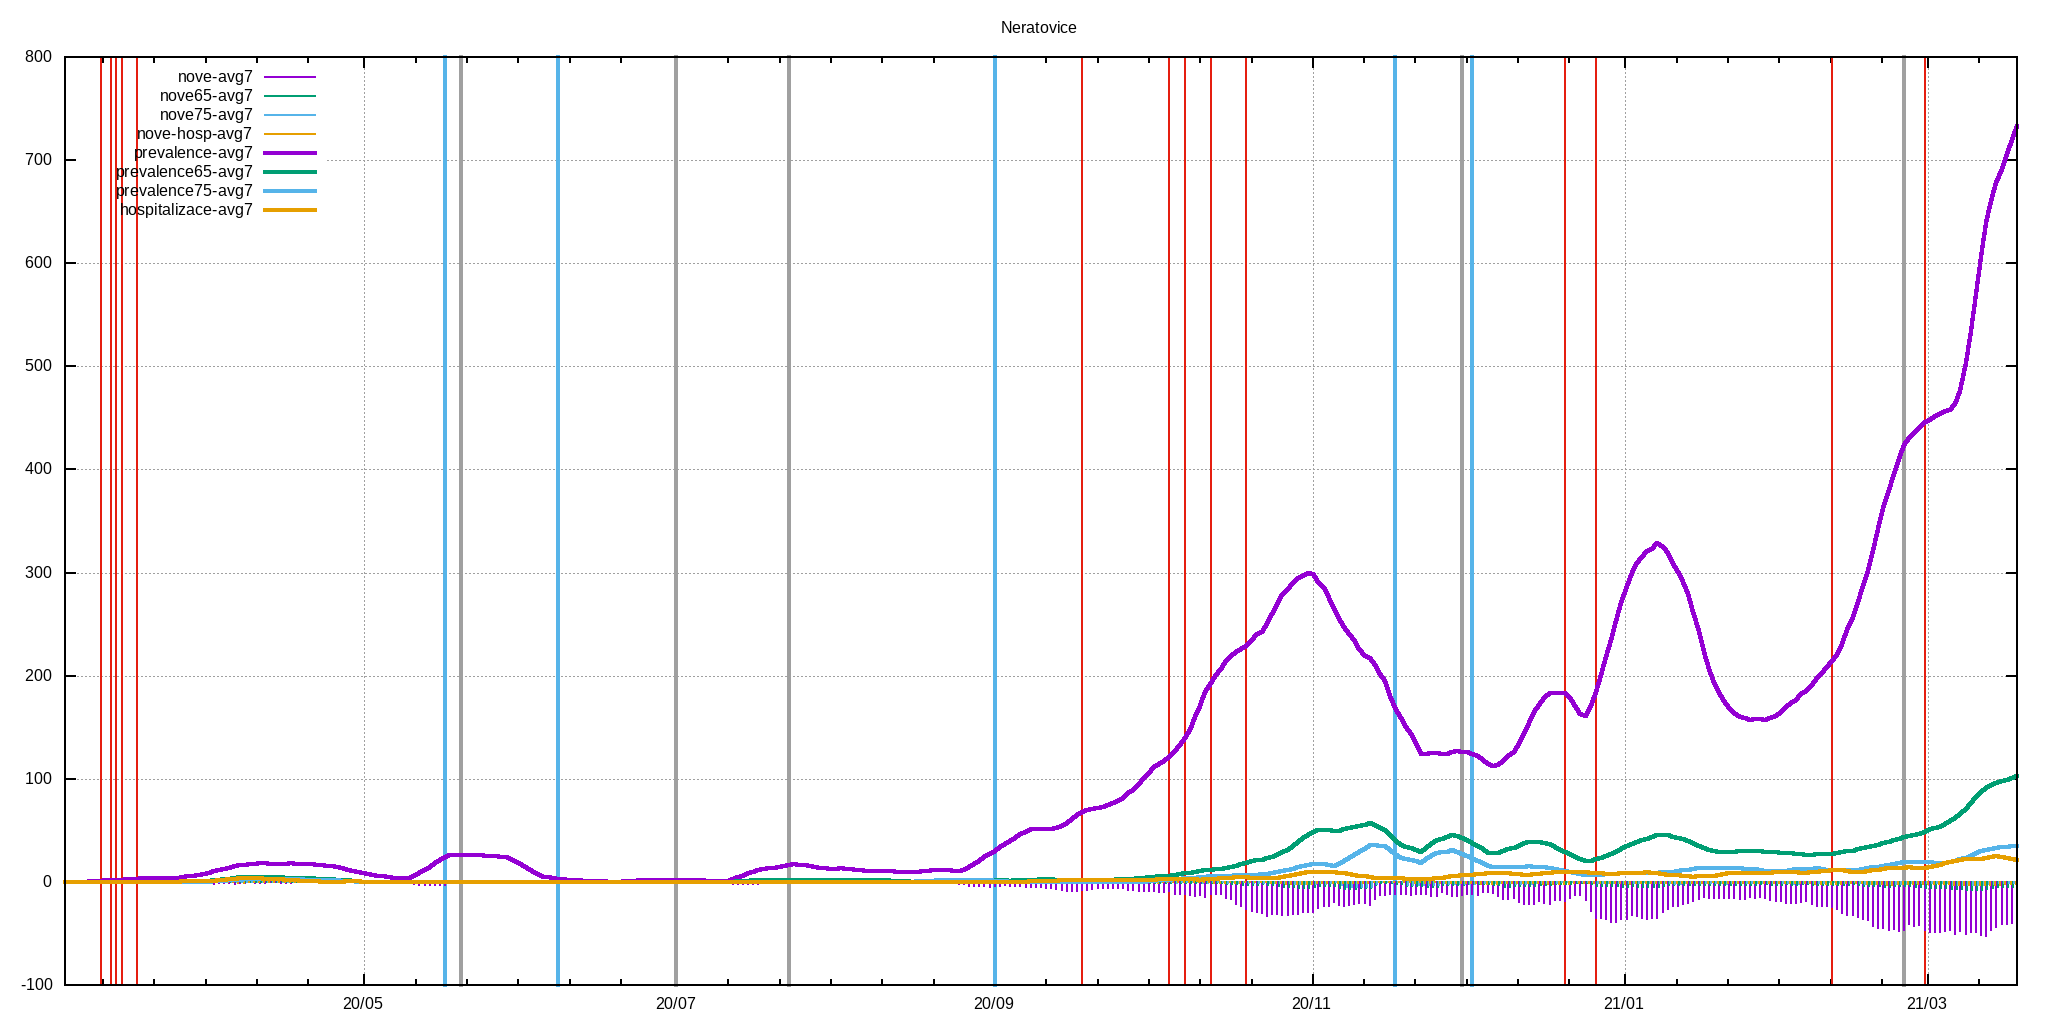 Neratovice
800
700
600
500
400
300
200
100
0
-100
nove-avg7
nove65-avg7
nove75-avg7
nove-hosp-avg7
prevalence-avg7
prevalence65-avg7
prevalence75-avg7
hospitalizace-avg7
20/05 20/07 20/09 20/11 21/01 21/03